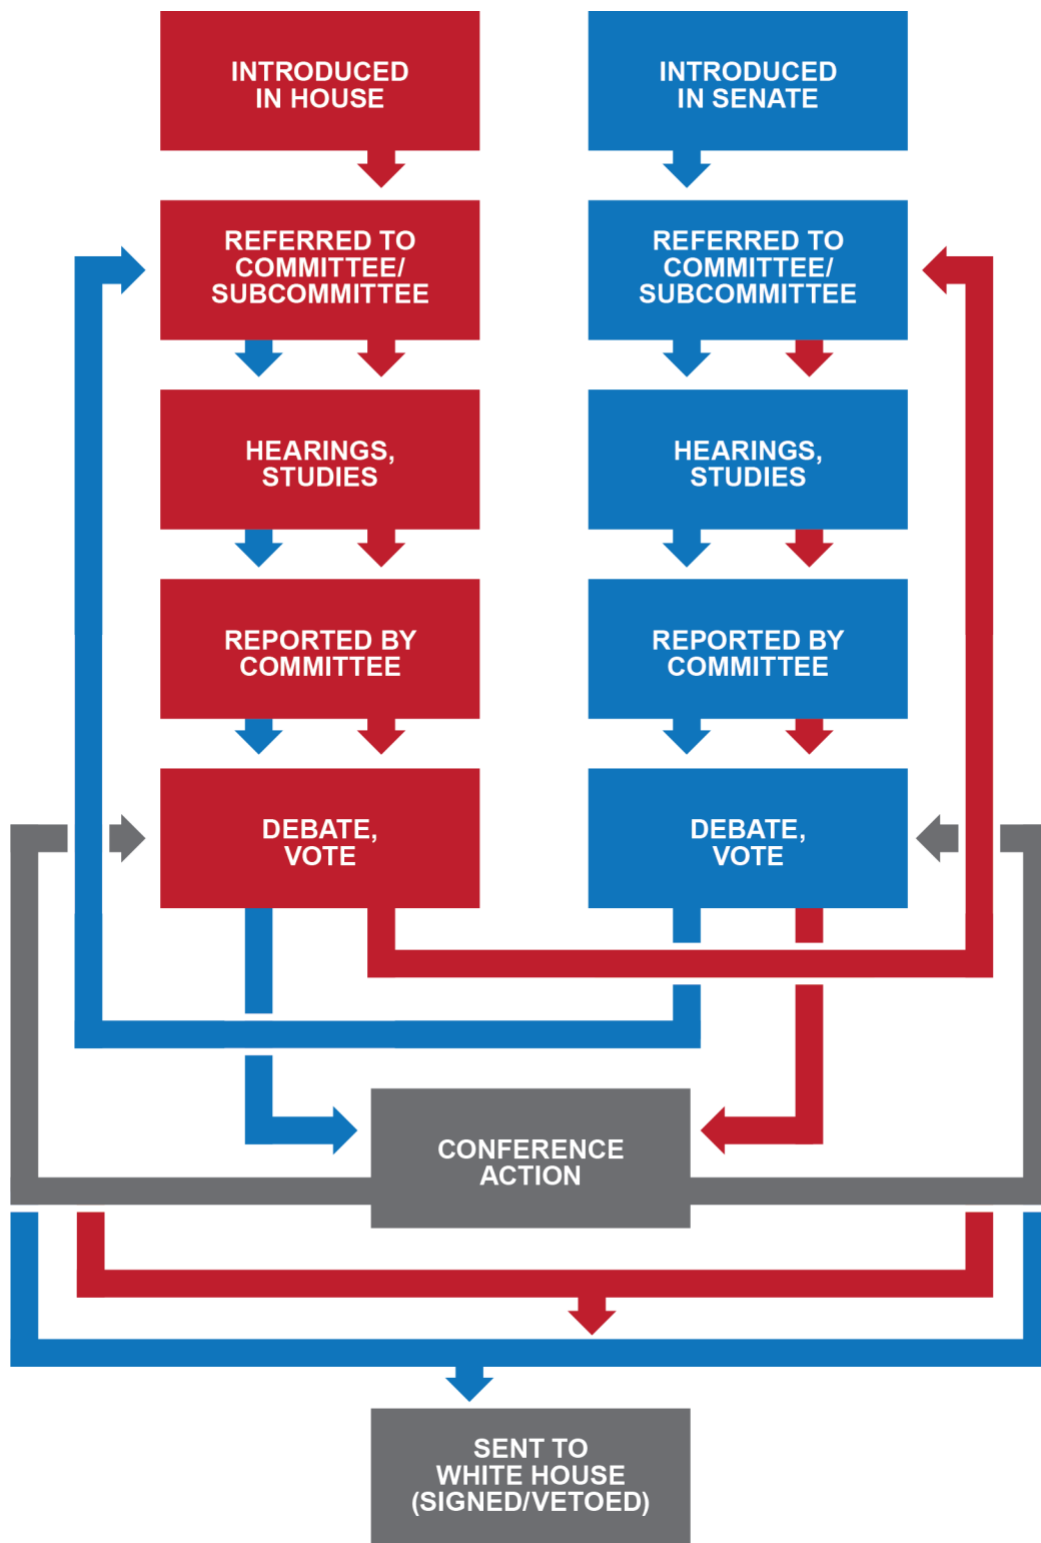 INTRODUCED
IN HOUSE
INTRODUCED
IN SENATE
REFERRED TO
COMMITTEE/
SUBCOMMITTEE
REFERRED TO
COMMITTEE/
SUBCOMMITTEE
HEARINGS,
STUDIES
HEARINGS,
STUDIES
REPORTED BY
COMMITTEE
REPORTED BY
COMMITTEE
DEBATE,
VOTE
DEBATE,
VOTE
CONFERENCE
ACTION
SENT TO
WHITE HOUSE
(SIGNED/VETOED)